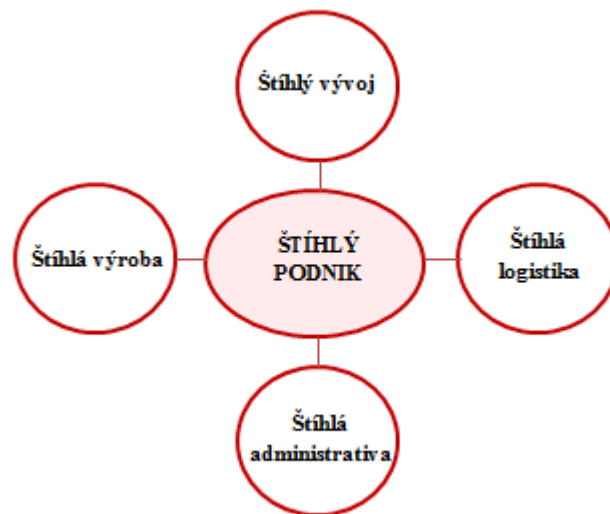 Štíhlý vývoj
Štíhlá výroba
ŠTÍHLÝ
PODNIK
Štíhlá
logistika
Štíhlá
administrativa